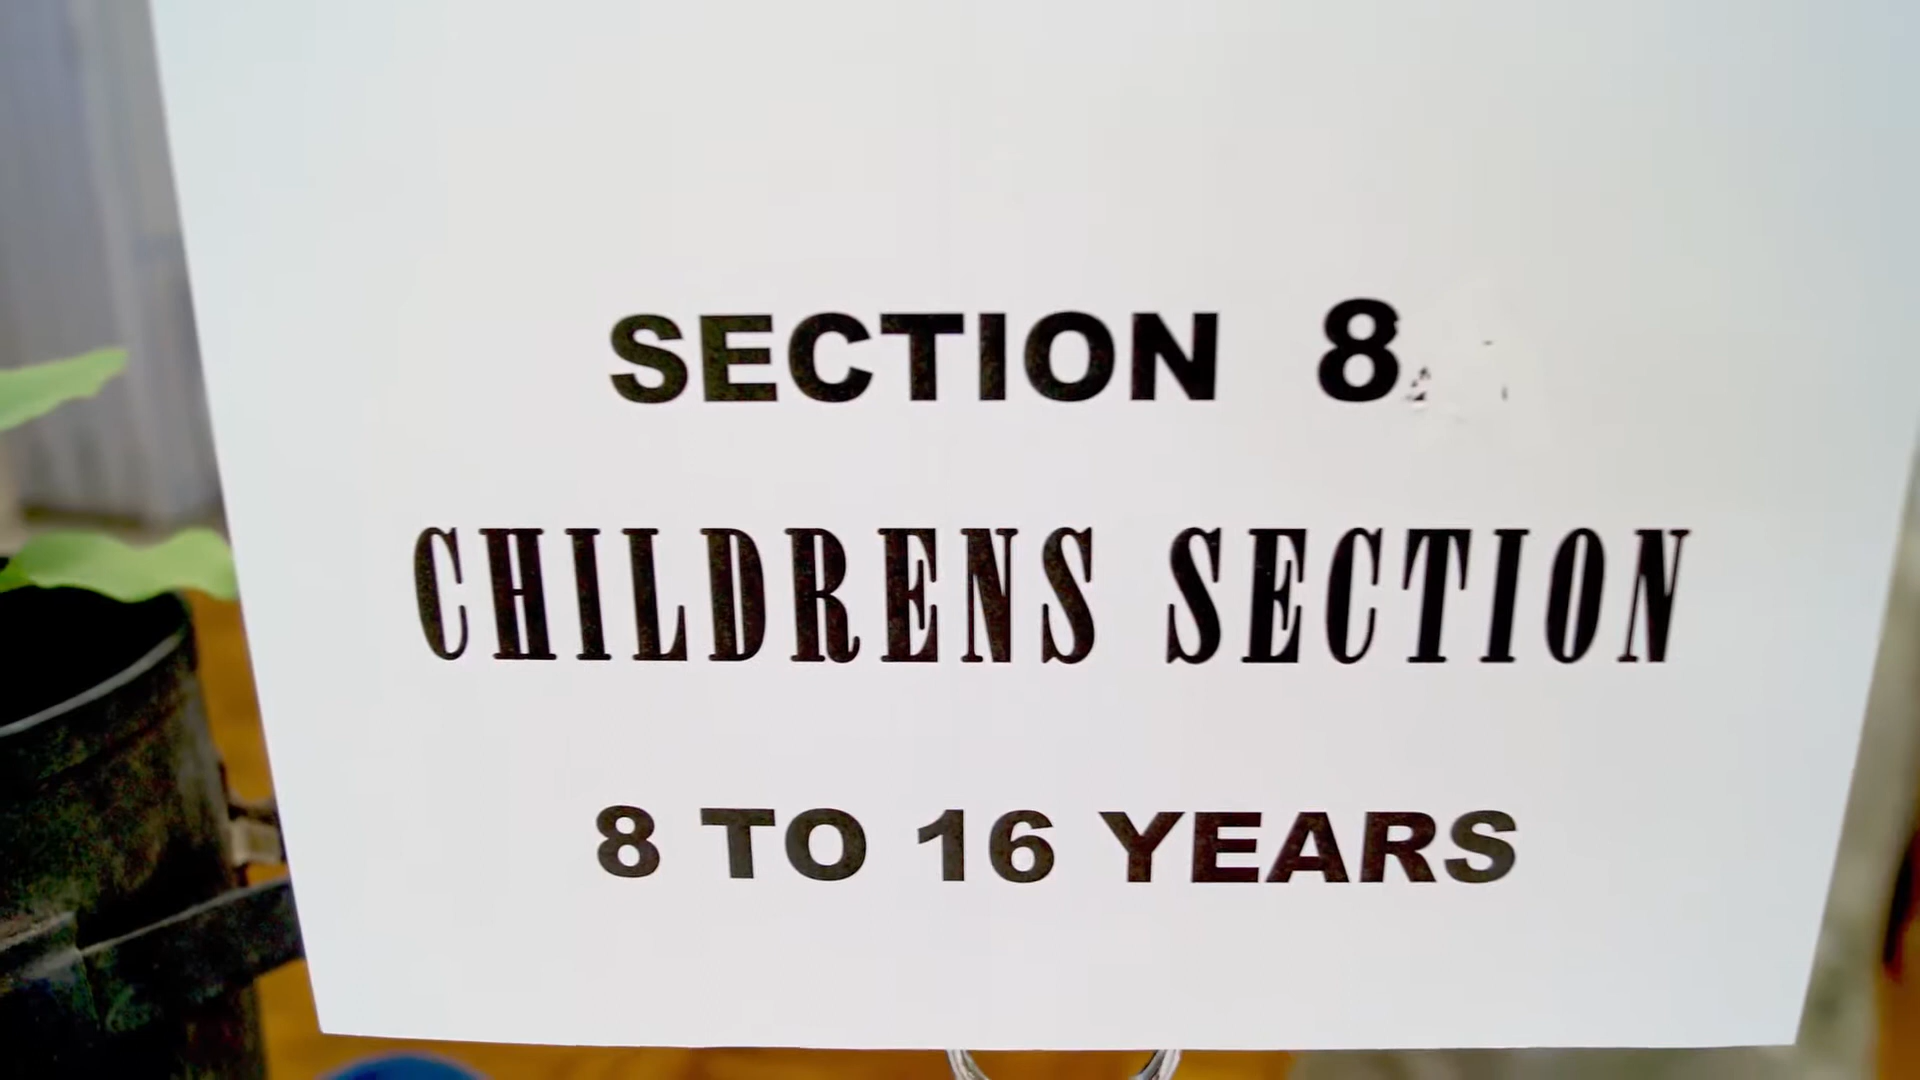 SECTION 8
CHILDRENS SECTION
8 TO 16 YEARS